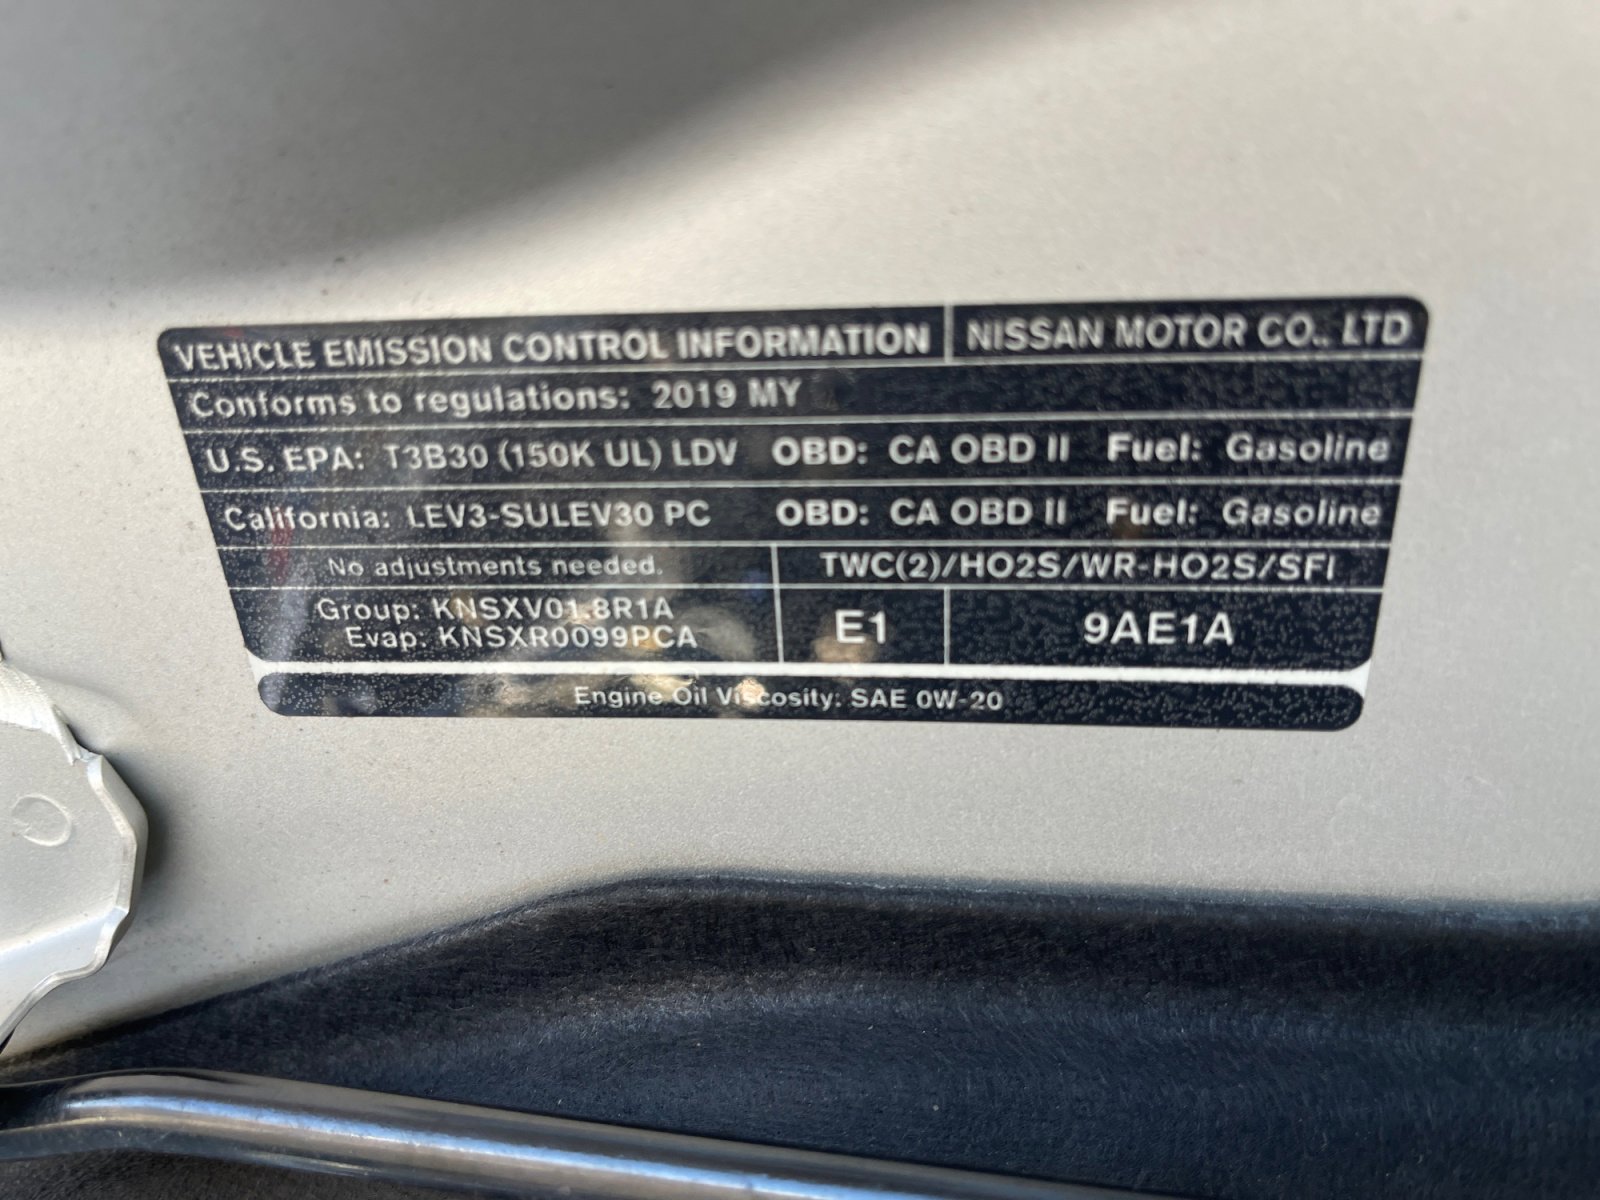 VEHICLE EMISSION CONTROL INFORMATION NISSAN MOTOR CO., LTD
Conforms to regulations: 2019 MY
U.S. EPA: T3B30 (150K UL) LDV OBD: CA OBD II Fuel: Gasoline
California: LEV3-SULEV30 PC OBD: CA OBD II Fuel: Gasoline
No adjustments needed. TWC(2)/HO2S/WR-HO2S/SFI
Group: KNSXV01.8R1A
Evap: KNSXR0099PCA
E1 9AE1A
Engine Oil Viscosity: SAE 0W-20